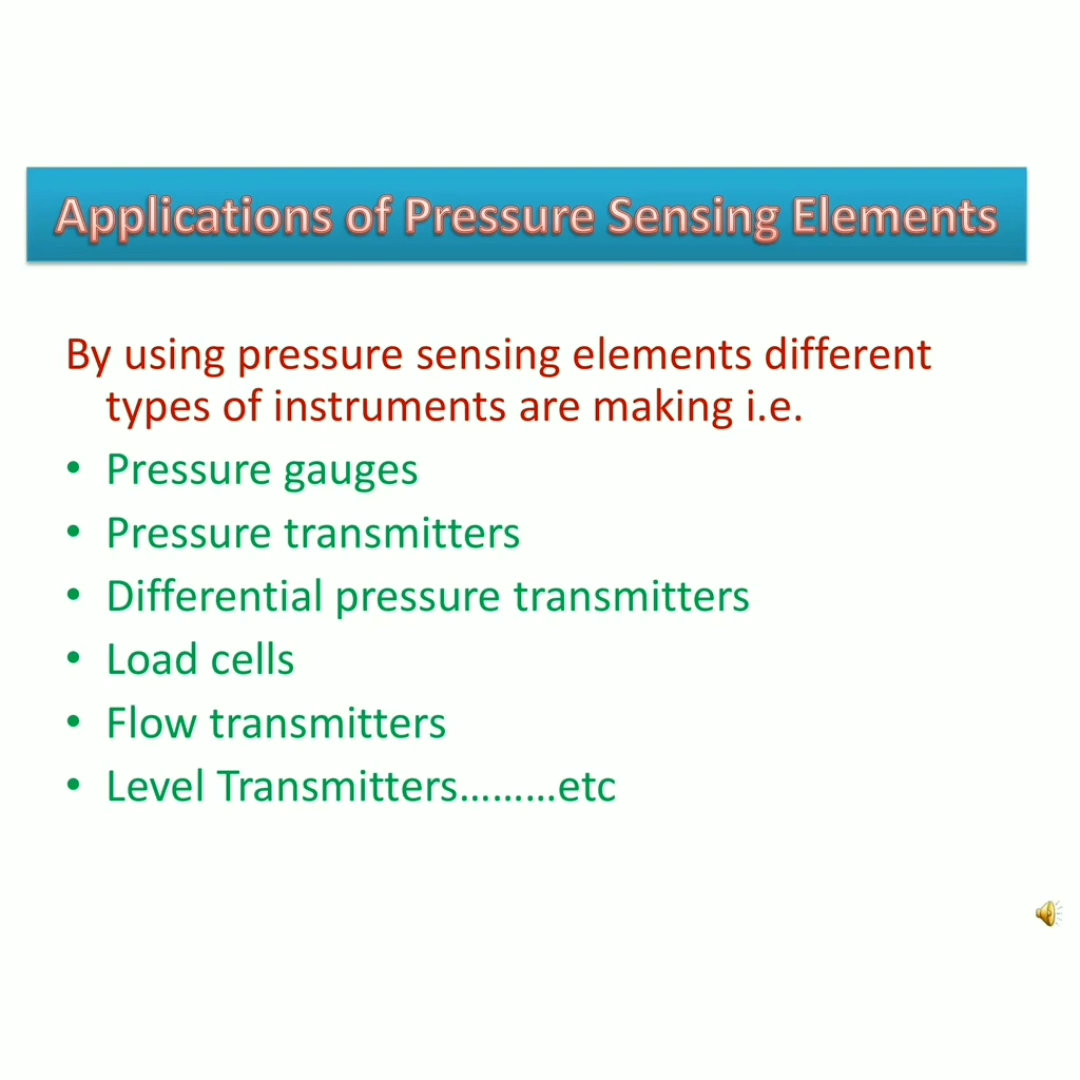 Applications of Pressure Sensing Elements
By using pressure sensing elements different
types of instruments are making i.e.
• Pressure gauges
• Pressure transmitters
• Differential pressure transmitters
• Load cells
• Flow transmitters
• Level Transmitters.........etc